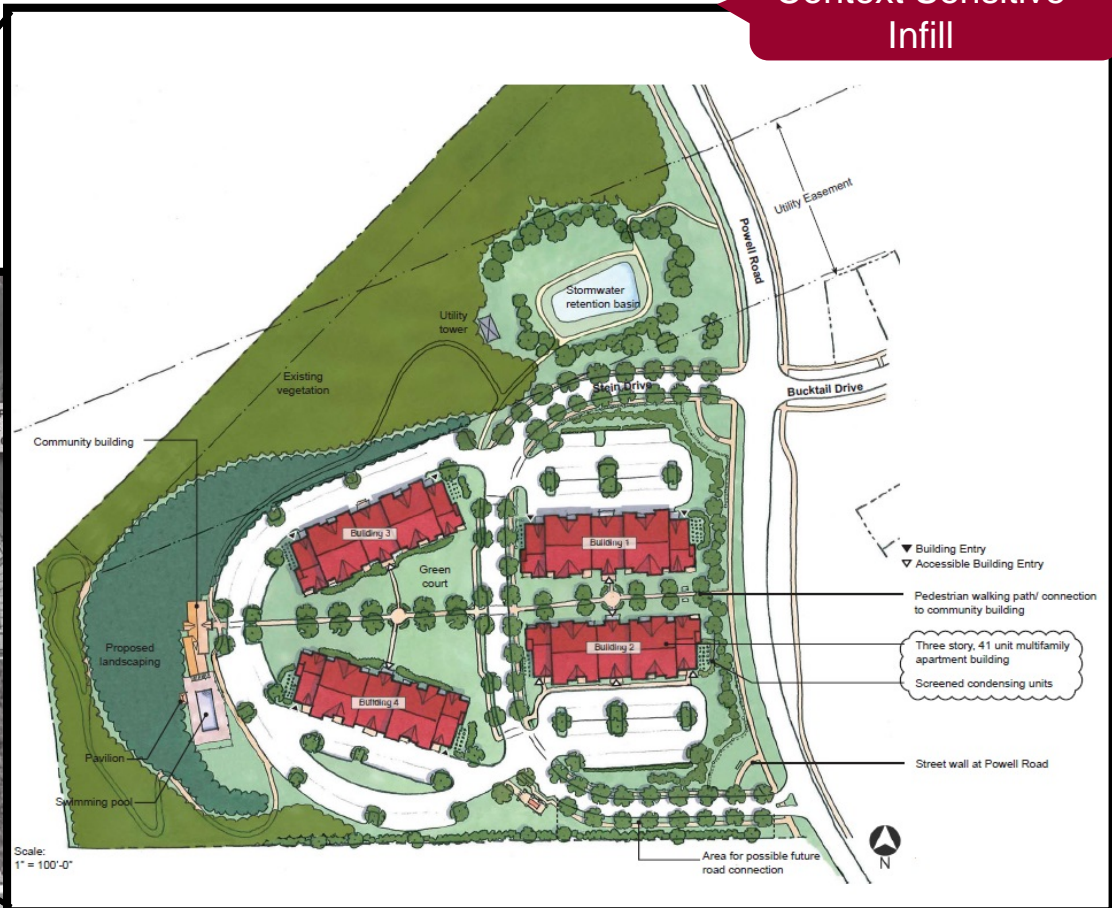 Context Sensitive
Infill
Utility Easement
Powell Road
Stormwater
retention basin
Utility
tower
Existing
vegetation
Stein Drive
Bucktail Drive
Community building
Building 3
Building 1
Green
court
▼ Building Entry
▽ Accessible Building Entry
Pedestrian walking path/ connection
to community building
Proposed
landscaping
Building 2
Three story, 41 unit multifamily
apartment building
Screened condensing units
Building 4
Pavilion
Street wall at Powell Road
Swimming pool
Scale:
1" = 100'-0"
Area for possible future
road connection
N